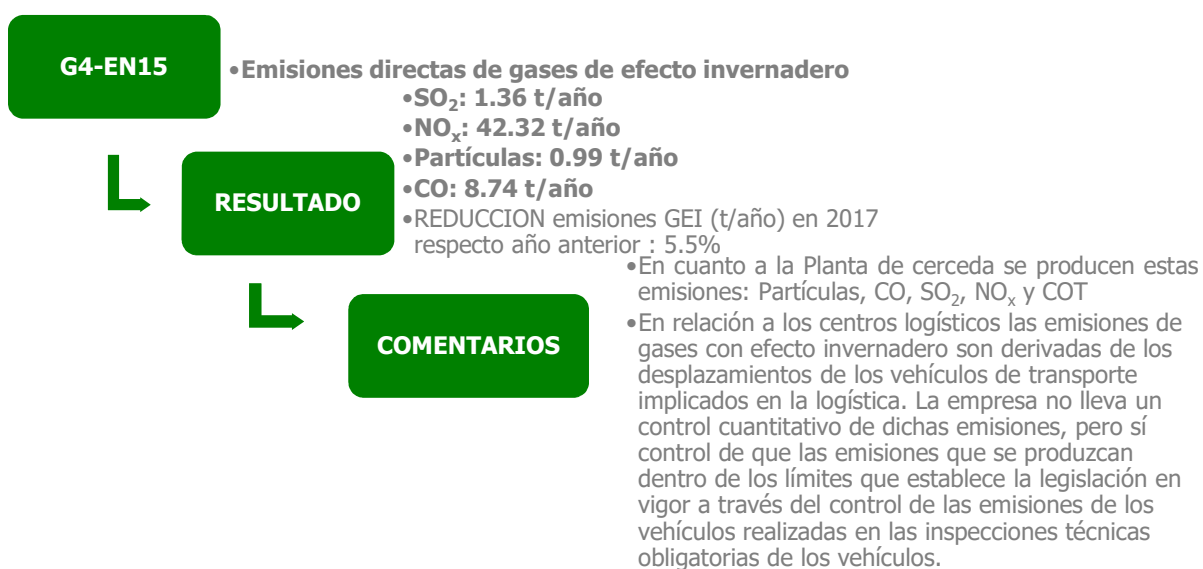 G4-EN15
•Emisiones directas de gases de efecto invernadero
•SO₂: 1.36 t/año
•NOₓ: 42.32 t/año
•Partículas: 0.99 t/año
•CO: 8.74 t/año
RESULTADO
•REDUCCION emisiones GEI (t/año) en 2017
respecto año anterior : 5.5%
COMENTARIOS
•En cuanto a la Planta de cerceda se producen estas
emisiones: Partículas, CO, SO₂, NOₓ y COT
•En relación a los centros logísticos las emisiones de
gases con efecto invernadero son derivadas de los
desplazamientos de los vehículos de transporte
implicados en la logística. La empresa no lleva un
control cuantitativo de dichas emisiones, pero sí
control de que las emisiones que se produzcan
dentro de los límites que establece la legislación en
vigor a través del control de las emisiones de los
vehículos realizadas en las inspecciones técnicas
obligatorias de los vehículos.